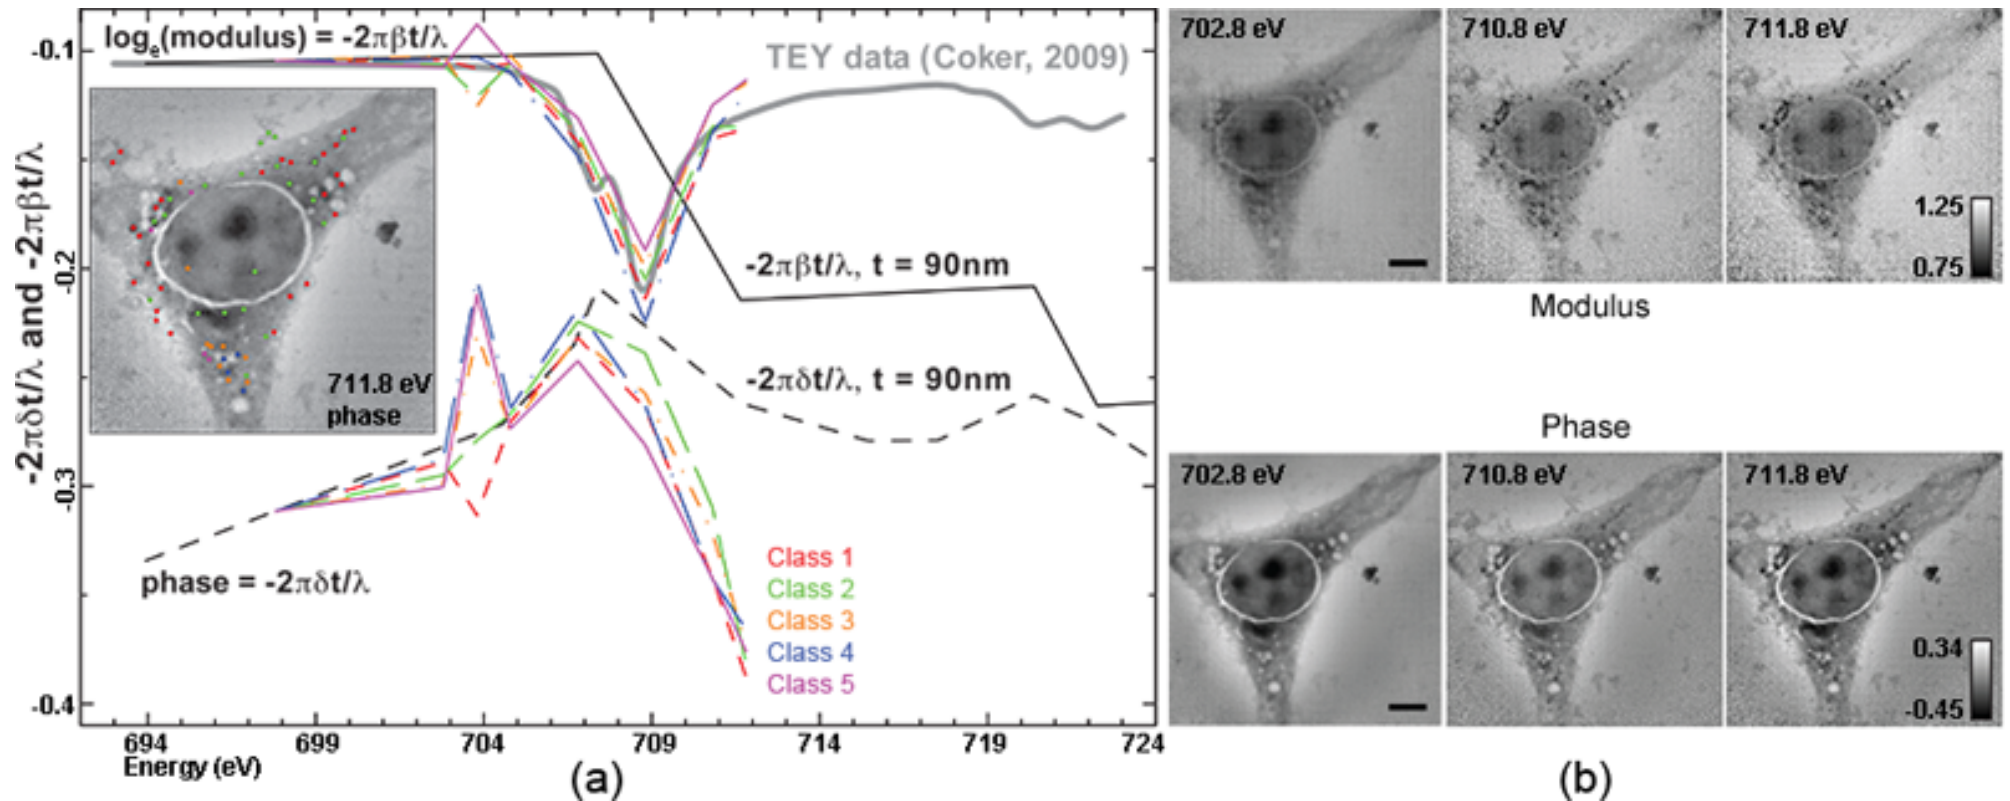 logₑ(modulus) = -2πβt/λ
TEY data (Coker, 2009)
-2πδt/λ and -2πβt/λ
-0.1
-0.2
-0.3
-0.4
711.8 eV
phase
-2πβt/λ, t = 90nm
-2πδt/λ, t = 90nm
phase = -2πδt/λ
Class 1
Class 2
Class 3
Class 4
Class 5
694 699 704 709 714 719 724
Energy (eV)
(a)
702.8 eV 710.8 eV 711.8 eV
1.25
0.75
Modulus
Phase
702.8 eV 710.8 eV 711.8 eV
0.34
-0.45
(b)